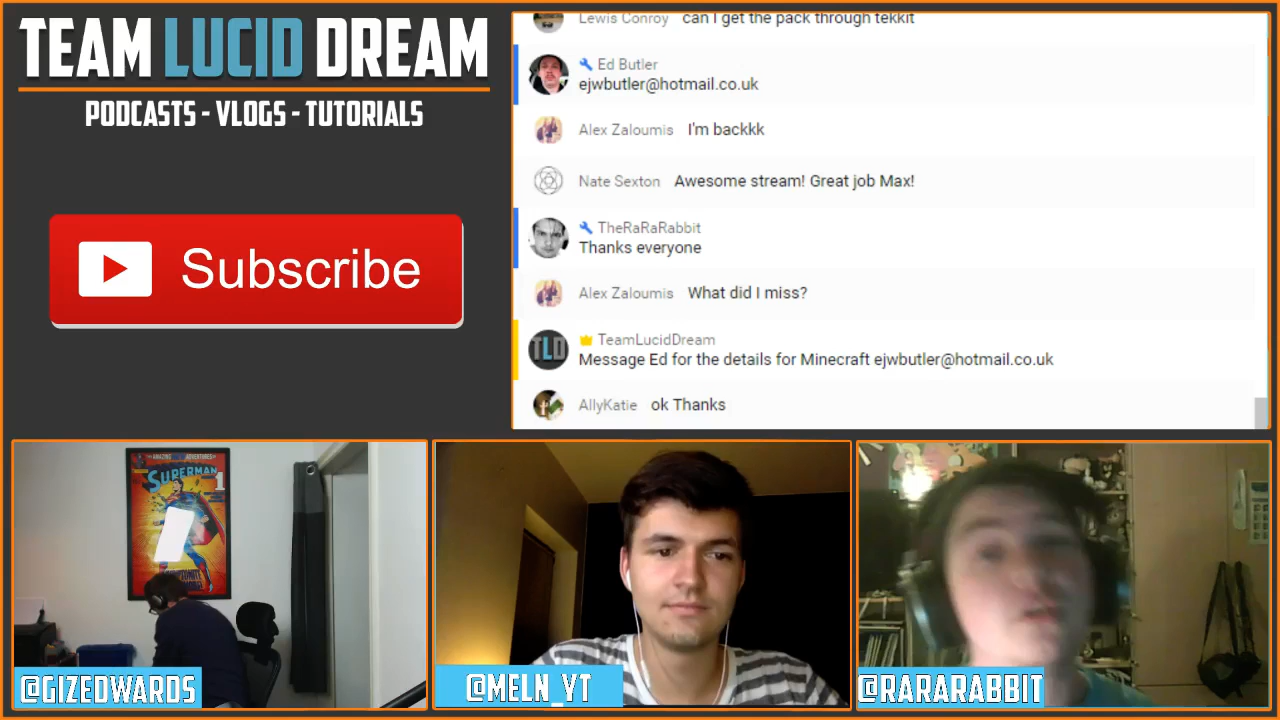 TEAM LUCID DREAM
PODCASTS - VLOGS - TUTORIALS
Subscribe
Lewis Conroy can I get the pack through tekkit
Ed Butler
ejwbutler@hotmail.co.uk
Alex Zaloumis I'm backkk
Nate Sexton Awesome stream! Great job Max!
TheRaRaRabbit
Thanks everyone
Alex Zaloumis What did I miss?
TLD
TeamLucidDream
Message Ed for the details for Minecraft ejwbutler@hotmail.co.uk
AllyKatie ok Thanks
SUPERMAN
1
@GIZEDWARDS
@MELN_YT
@RARARABBIT